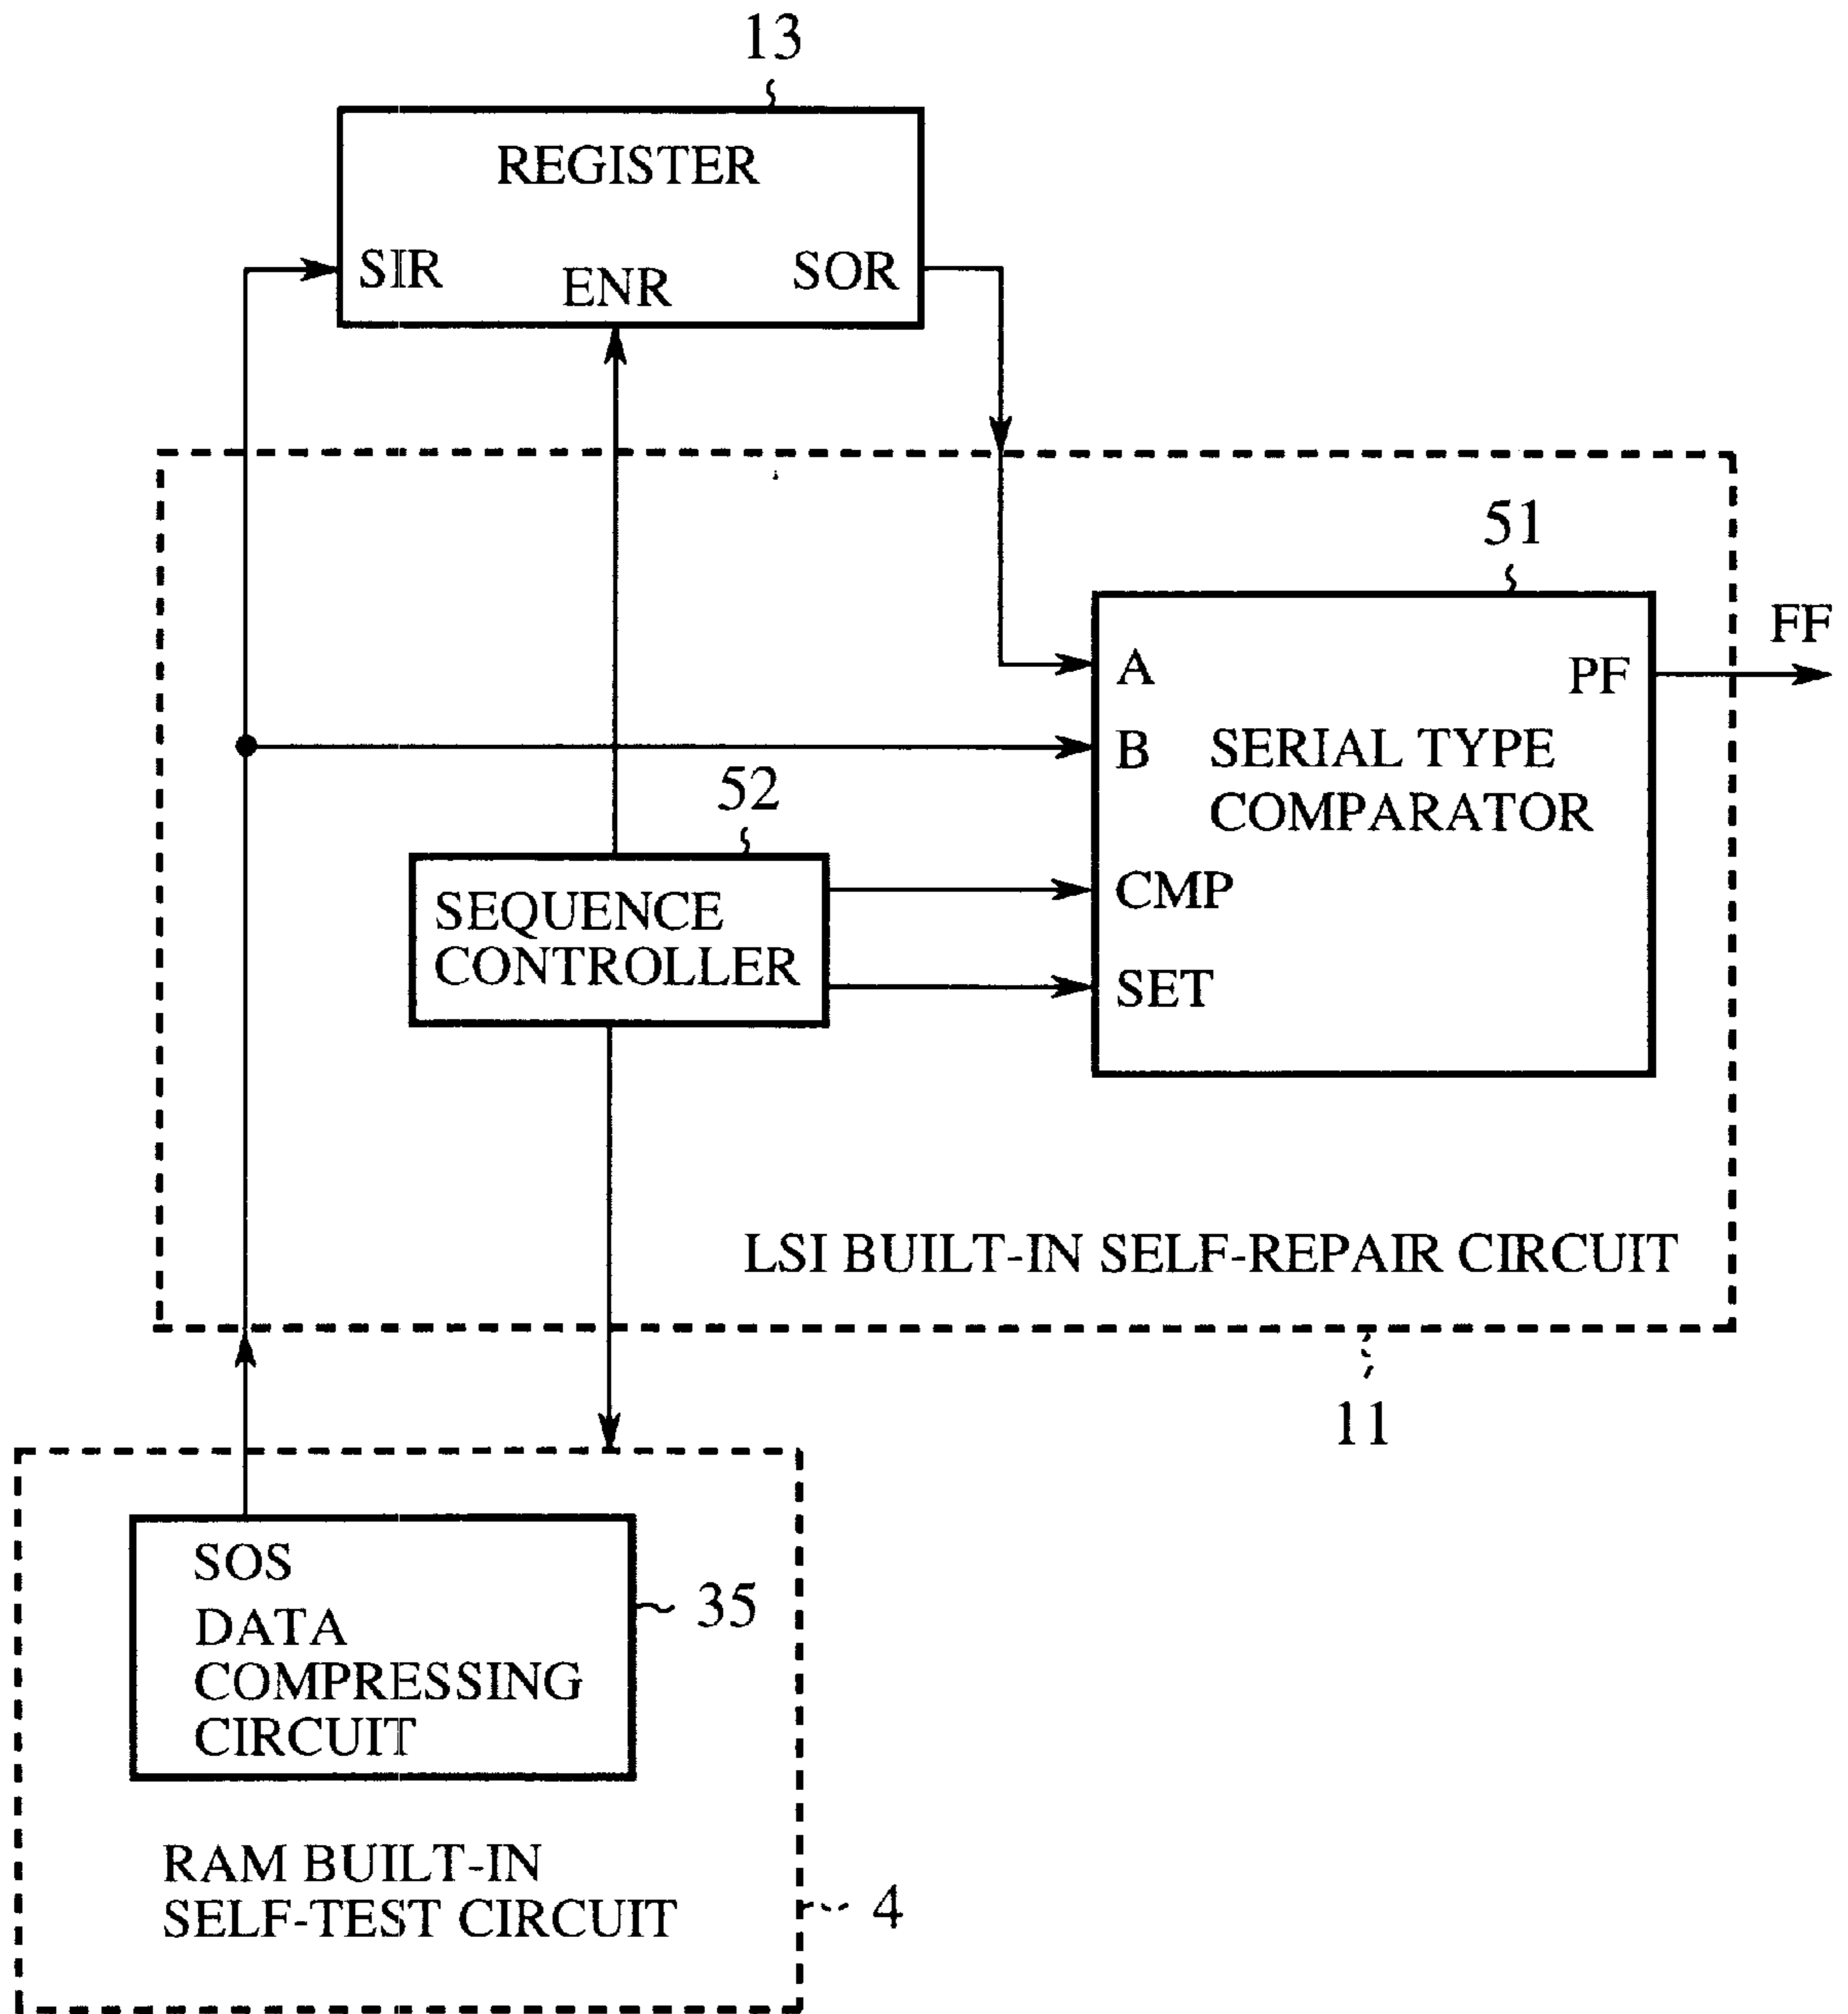 13
REGISTER
SIR
ENR
SOR
51
FF
A
PF
B
SERIAL TYPE
COMPARATOR
52
CMP
SEQUENCE
CONTROLLER
SET
LSI BUILT-IN SELF-REPAIR CIRCUIT
11
SOS
DATA
COMPRESSING
CIRCUIT
35
RAM BUILT-IN
SELF-TEST CIRCUIT
4